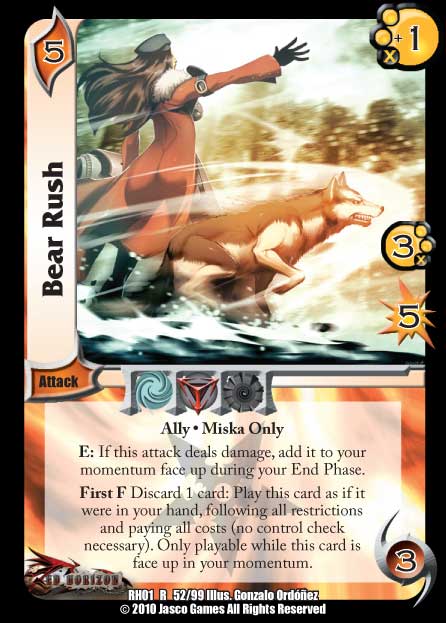 5
+1
Bear Rush
3
5
Attack
Ally • Miska Only
E: If this attack deals damage, add it to your
momentum face up during your End Phase.
First F Discard 1 card: Play this card as if it
were in your hand, following all restrictions
and paying all costs (no control check
necessary). Only playable while this card is
face up in your momentum.
RED HORIZON
3
RH01_R_ 52/99 Illus. Gonzalo Ordóñez
© 2010 Jasco Games All Rights Reserved